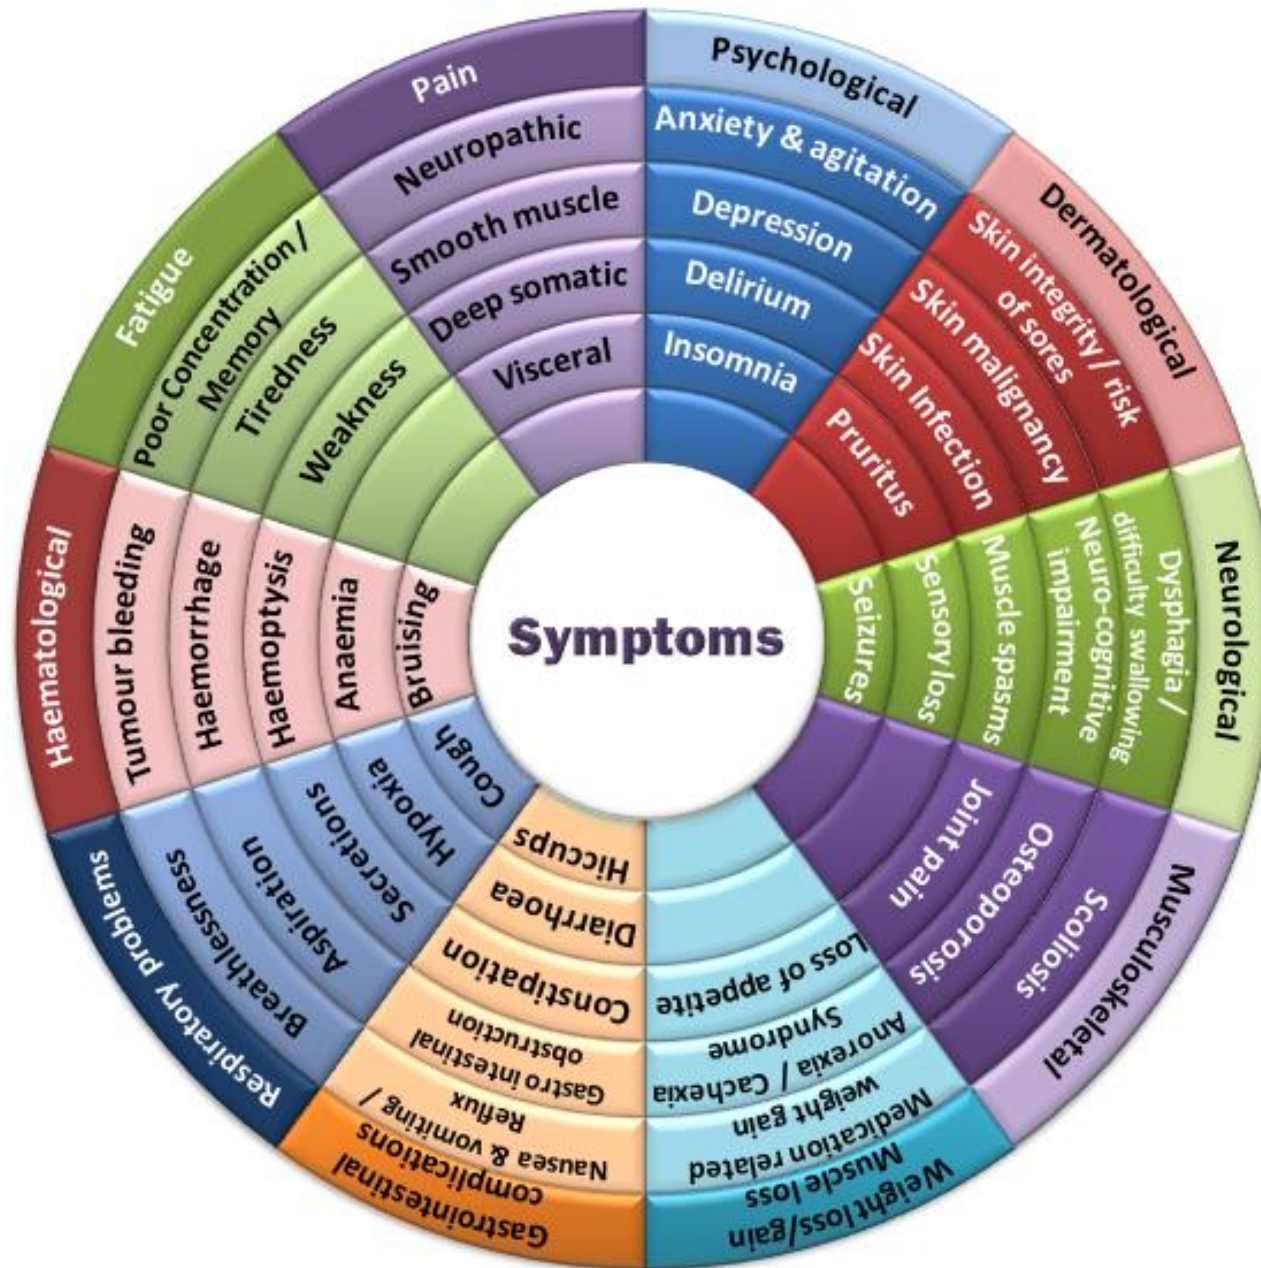 Symptoms
Psychological
Anxiety & agitation
Depression
Delirium
Insomnia
Dermatological
Skin integrity / risk
of sores
Skin malignancy
Skin Infection
Pruritus
Neurological
Dysphagia /
difficulty swallowing
Neuro-cognitive
impairment
Muscle spasms
Sensory loss
Seizures
Musculoskeletal
Scoliosis
Osteoporosis
Joint pain
Weight loss/gain
Muscle loss
Medication related
weight gain
Anorexia / Cachexia
Syndrome
Loss of appetite
Gastrointestinal
complications
Nausea & vomiting /
Reflux
Gastro intestinal
obstruction
Constipation
Diarrhoea
Hiccups
Respiratory problems
Breathlessness
Aspiration
Secretions
Hypoxia
Cough
Haematological
Tumour bleeding
Haemorrhage
Haemoptysis
Anaemia
Bruising
Fatigue
Poor Concentration /
Memory
Tiredness
Weakness
Pain
Neuropathic
Smooth muscle
Deep somatic
Visceral